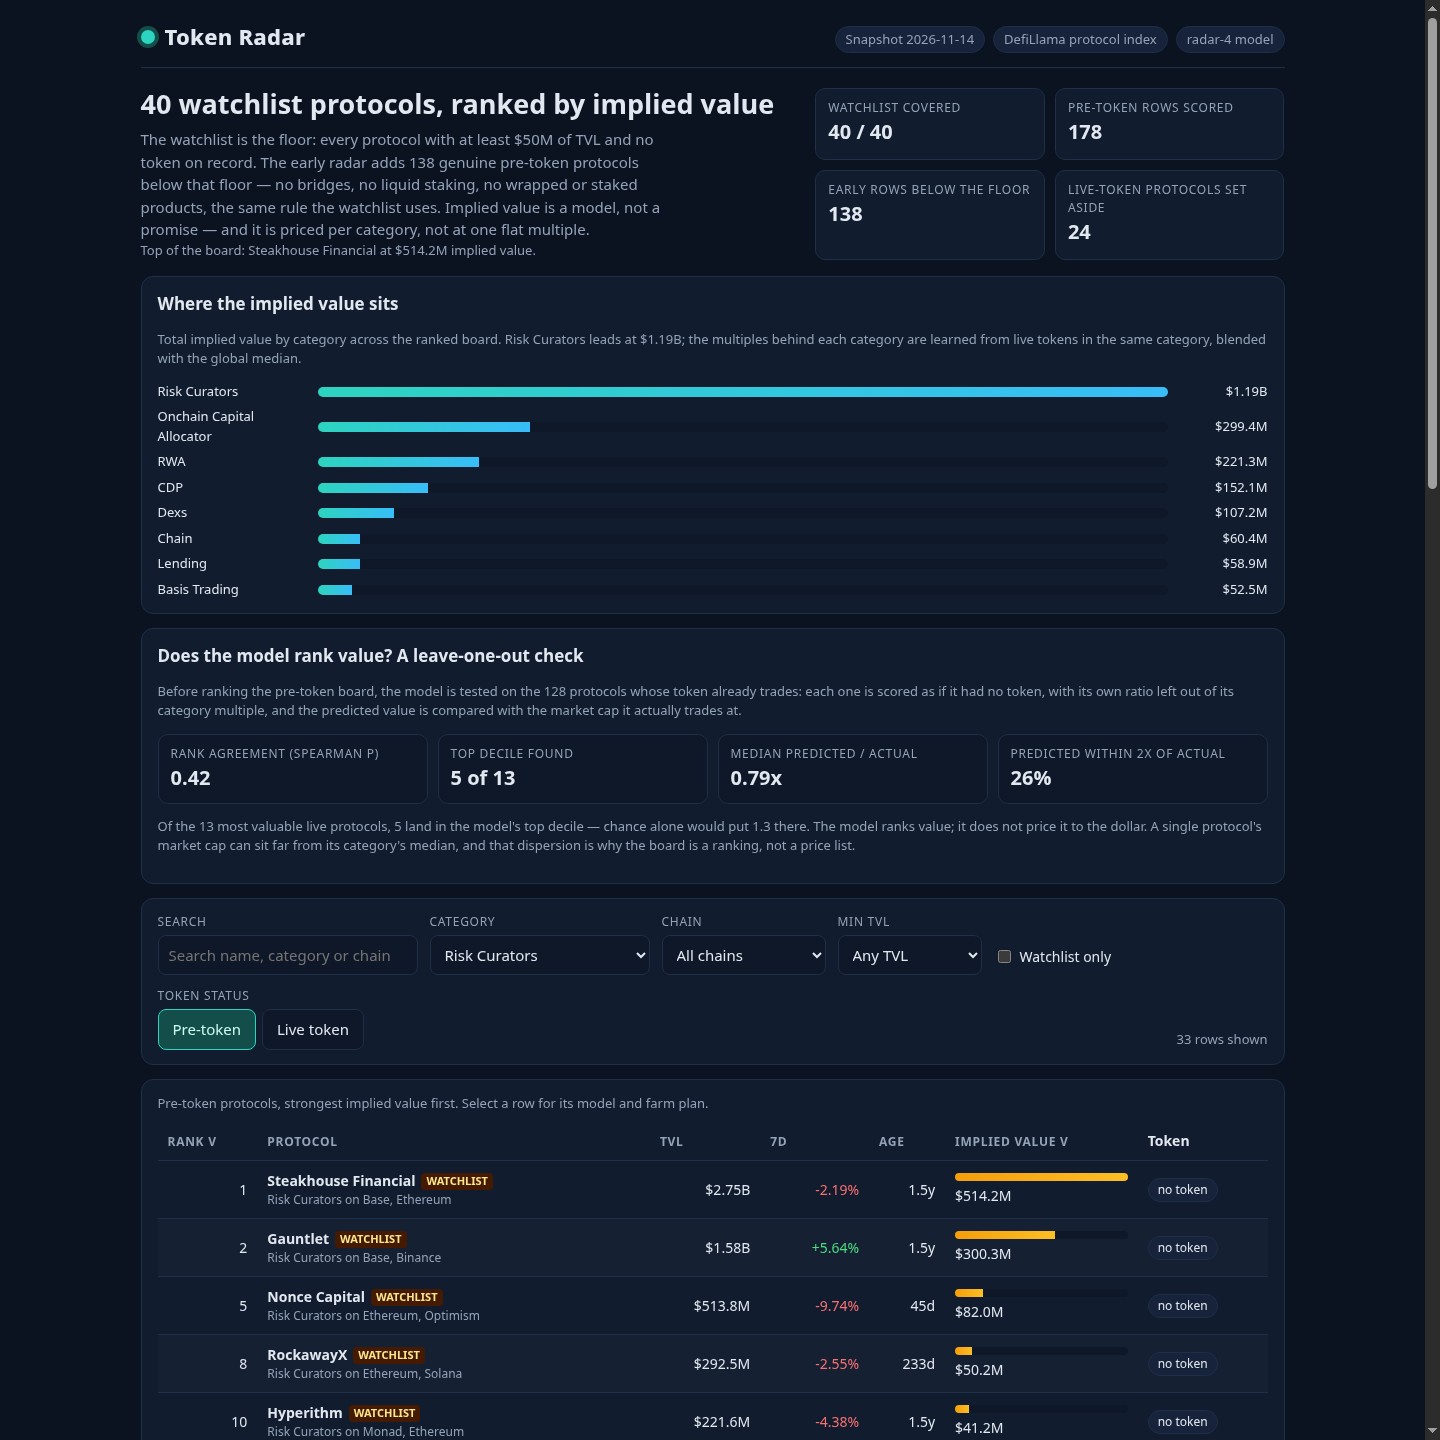 Token Radar
Snapshot 2026-11-14
DefiLlama protocol index
radar-4 model
40 watchlist protocols, ranked by implied value
The watchlist is the floor: every protocol with at least $50M of TVL and no
token on record. The early radar adds 138 genuine pre-token protocols
below that floor — no bridges, no liquid staking, no wrapped or staked
products, the same rule the watchlist uses. Implied value is a model, not a
promise — and it is priced per category, not at one flat multiple.
Top of the board: Steakhouse Financial at $514.2M implied value.
WATCHLIST COVERED
40 / 40
PRE-TOKEN ROWS SCORED
178
EARLY ROWS BELOW THE FLOOR
138
LIVE-TOKEN PROTOCOLS SET
ASIDE
24
Where the implied value sits
Total implied value by category across the ranked board. Risk Curators leads at $1.19B; the multiples behind each category are learned from live tokens in the same category, blended
with the global median.
Risk Curators $1.19B
Onchain Capital
Allocator $299.4M
RWA $221.3M
CDP $152.1M
Dexs $107.2M
Chain $60.4M
Lending $58.9M
Basis Trading $52.5M
Does the model rank value? A leave-one-out check
Before ranking the pre-token board, the model is tested on the 128 protocols whose token already trades: each one is scored as if it had no token, with its own ratio left out of its
category multiple, and the predicted value is compared with the market cap it actually trades at.
RANK AGREEMENT (SPEARMAN Ρ)
0.42
TOP DECILE FOUND
5 of 13
MEDIAN PREDICTED / ACTUAL
0.79x
PREDICTED WITHIN 2X OF ACTUAL
26%
Of the 13 most valuable live protocols, 5 land in the model's top decile — chance alone would put 1.3 there. The model ranks value; it does not price it to the dollar. A single protocol's
market cap can sit far from its category's median, and that dispersion is why the board is a ranking, not a price list.
SEARCH
Search name, category or chain
CATEGORY
Risk Curators
CHAIN
All chains
MIN TVL
Any TVL
Watchlist only
TOKEN STATUS
Pre-token
Live token
33 rows shown
Pre-token protocols, strongest implied value first. Select a row for its model and farm plan.
RANK V PROTOCOL TVL 7D AGE IMPLIED VALUE V Token
1 Steakhouse Financial WATCHLIST $2.75B -2.19% 1.5y $514.2M no token
Risk Curators on Base, Ethereum
2 Gauntlet WATCHLIST $1.58B +5.64% 1.5y $300.3M no token
Risk Curators on Base, Binance
5 Nonce Capital WATCHLIST $513.8M -9.74% 45d $82.0M no token
Risk Curators on Ethereum, Optimism
8 RockawayX WATCHLIST $292.5M -2.55% 233d $50.2M no token
Risk Curators on Ethereum, Solana
10 Hyperithm WATCHLIST $221.6M -4.38% 1.5y $41.2M no token
Risk Curators on Monad, Ethereum